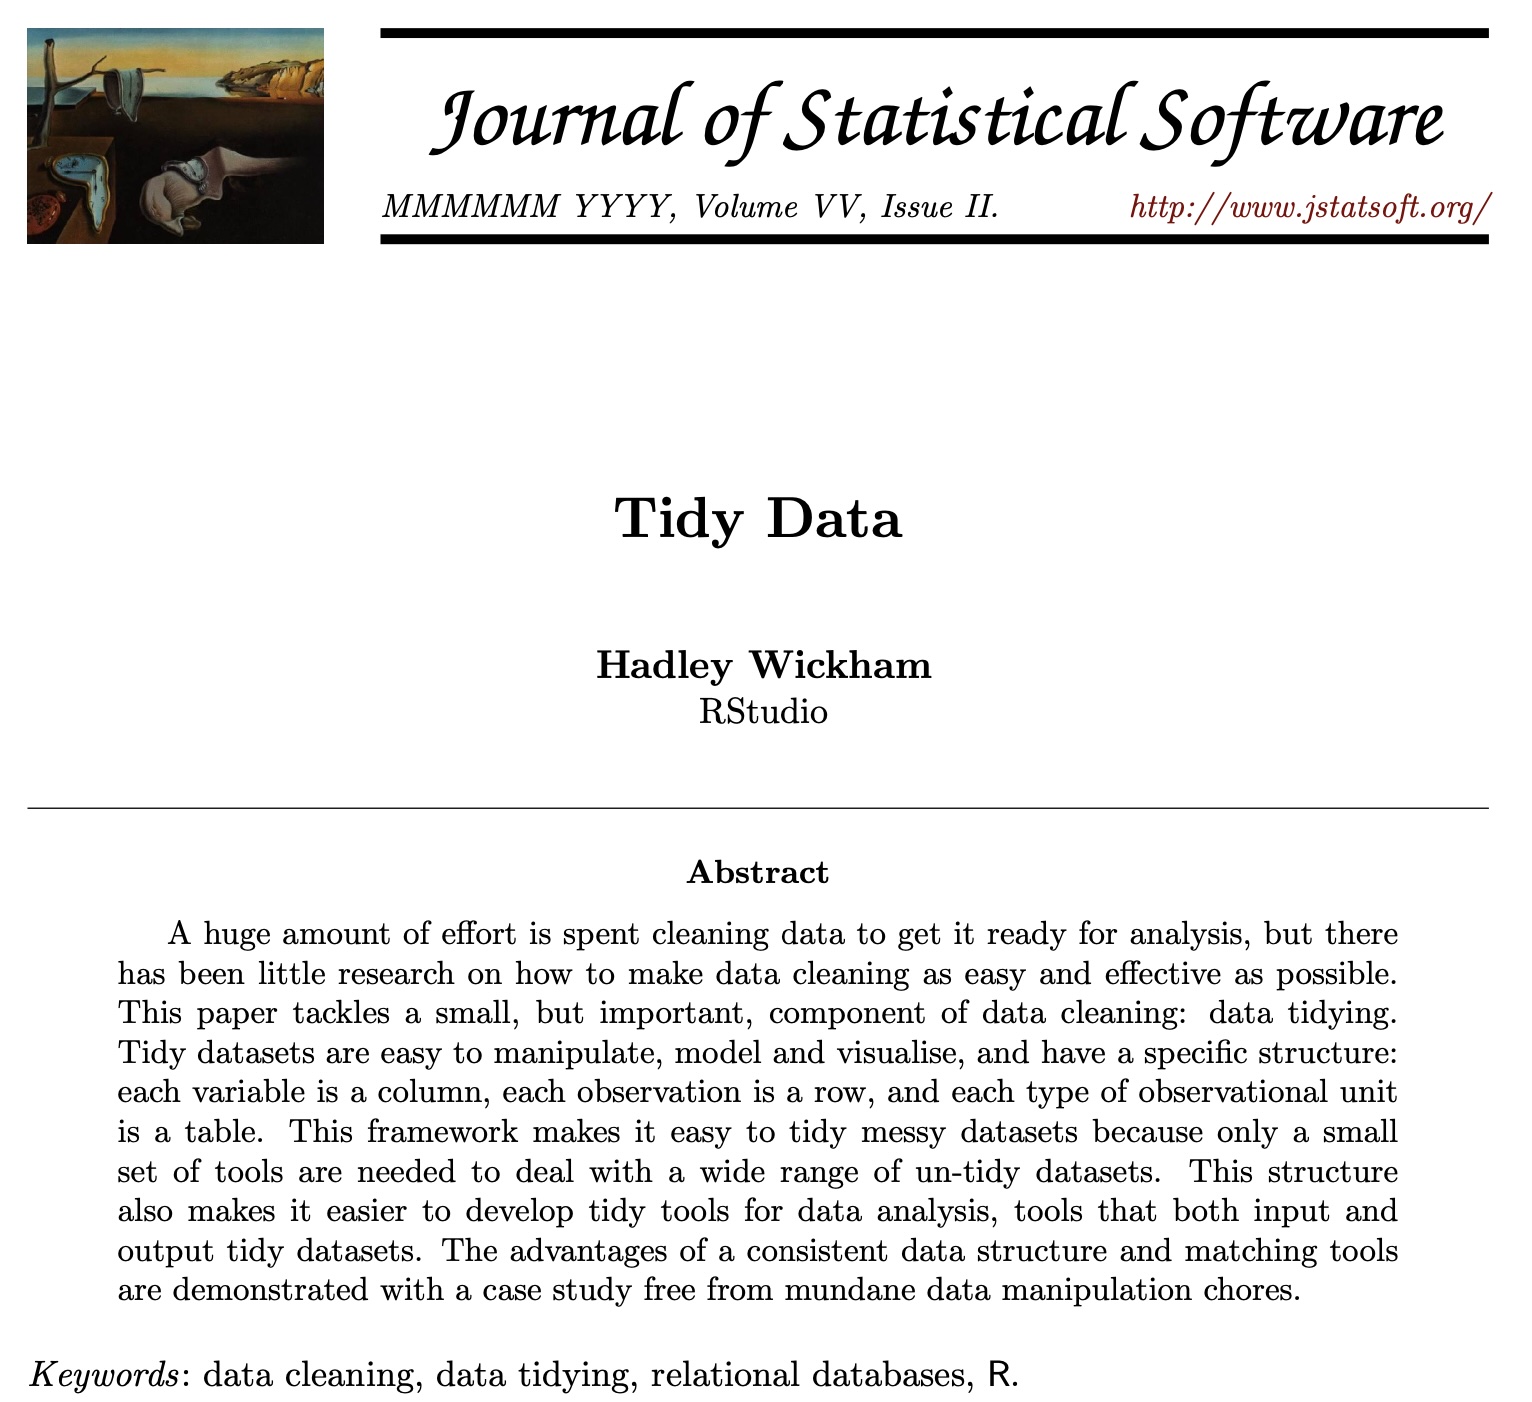 Journal of Statistical Software
MMMMMM YYYY, Volume VV, Issue II.
http://www.jstatsoft.org/
Tidy Data
Hadley Wickham
RStudio
Abstract
A huge amount of effort is spent cleaning data to get it ready for analysis, but there
has been little research on how to make data cleaning as easy and effective as possible.
This paper tackles a small, but important, component of data cleaning: data tidying.
Tidy datasets are easy to manipulate, model and visualise, and have a specific structure:
each variable is a column, each observation is a row, and each type of observational unit
is a table. This framework makes it easy to tidy messy datasets because only a small
set of tools are needed to deal with a wide range of un-tidy datasets. This structure
also makes it easier to develop tidy tools for data analysis, tools that both input and
output tidy datasets. The advantages of a consistent data structure and matching tools
are demonstrated with a case study free from mundane data manipulation chores.
Keywords: data cleaning, data tidying, relational databases, R.